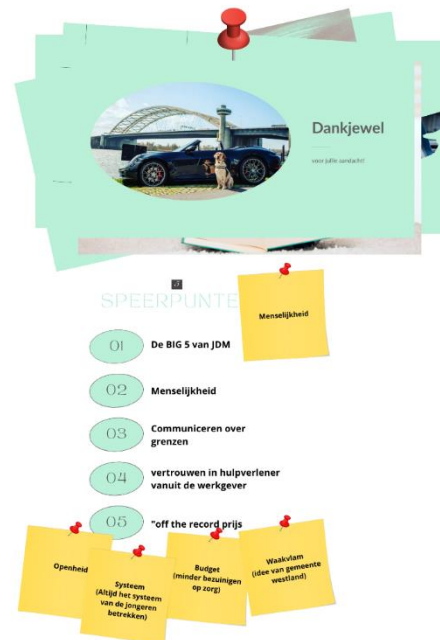 Dankjewel
voor jullie aandacht!
5
SPEERPUNTE
Menselijkheid
01
De BIG 5 van JDM
02
Menselijkheid
03
Communiceren over
grenzen
04
vertrouwen in hulpverlener
vanuit de werkgever
05
"off the record prijs
Openheid
Systeem
(Altijd het systeem
van de jongeren
betrekken)
Budget
(minder bezuinigen
op zorg)
Waakvlam
(idee van gemeente
westland)